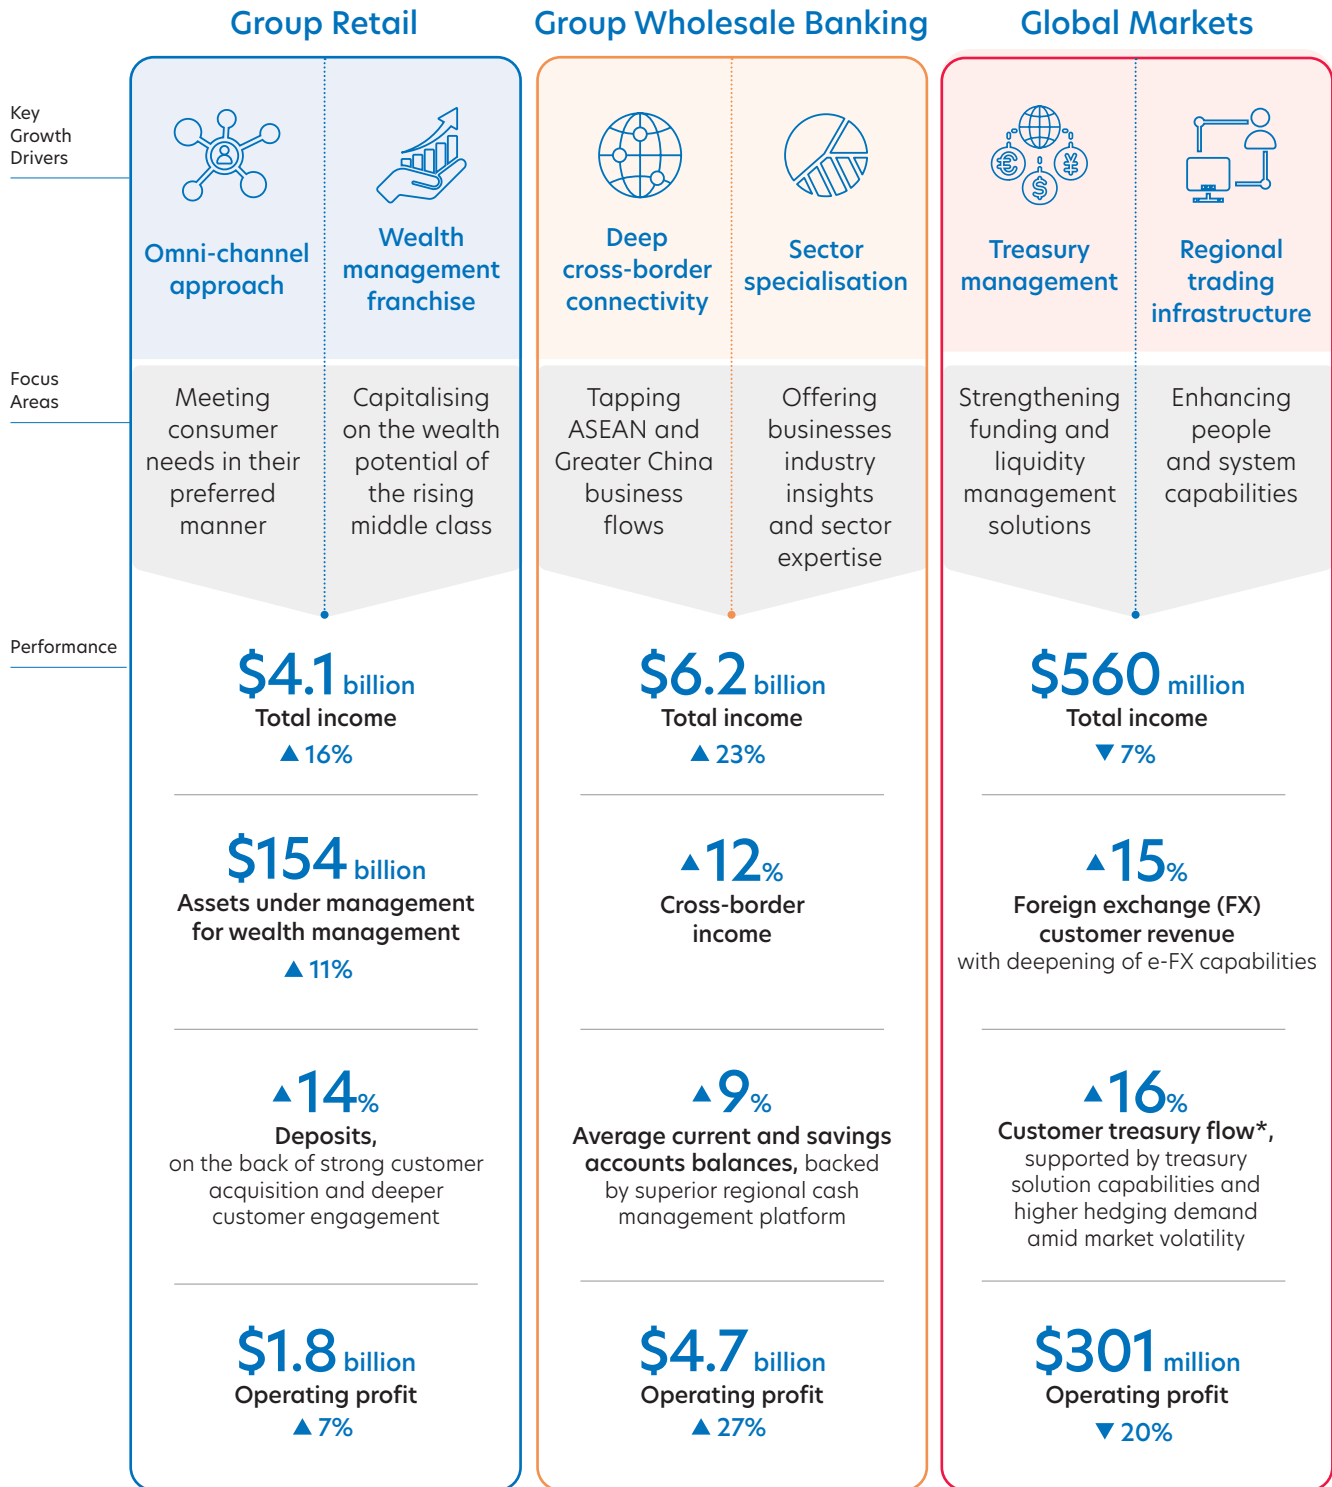 Group Retail
Group Wholesale Banking
Global Markets
Key
Growth
Drivers
Omni-channel
approach
Wealth
management
franchise
Deep
cross-border
connectivity
Sector
specialisation
€
$
¥
Treasury
management
Regional
trading
infrastructure
Focus
Areas
Meeting
consumer
needs in their
preferred
manner
Capitalising
on the wealth
potential of
the rising
middle class
Tapping
ASEAN and
Greater China
business
flows
Offering
businesses
industry
insights
and sector
expertise
Strengthening
funding and
liquidity
management
solutions
Enhancing
people
and system
capabilities
Performance
$4.1 billion
Total income
▲ 16%
$154 billion
Assets under management
for wealth management
▲ 11%
▲14%
Deposits,
on the back of strong customer
acquisition and deeper
customer engagement
$1.8 billion
Operating profit
▲ 7%
$6.2 billion
Total income
▲ 23%
▲12%
Cross-border
income
▲9%
Average current and savings
accounts balances, backed
by superior regional cash
management platform
$4.7 billion
Operating profit
▲ 27%
$560 million
Total income
▼ 7%
▲15%
Foreign exchange (FX)
customer revenue
with deepening of e-FX capabilities
▲16%
Customer treasury flow*,
supported by treasury
solution capabilities and
higher hedging demand
amid market volatility
$301 million
Operating profit
▼ 20%